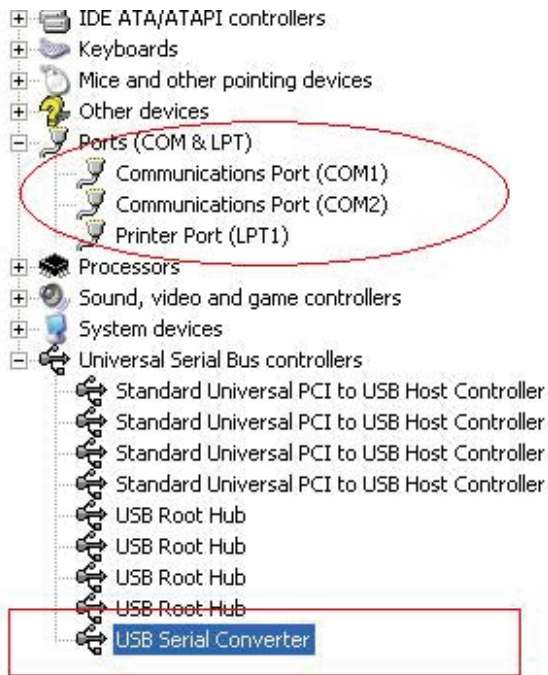 IDE ATA/ATAPI controllers
Keyboards
Mice and other pointing devices
Other devices
Ports (COM & LPT)
Communications Port (COM1)
Communications Port (COM2)
Printer Port (LPT1)
Processors
Sound, video and game controllers
System devices
Universal Serial Bus controllers
Standard Universal PCI to USB Host Controller
Standard Universal PCI to USB Host Controller
Standard Universal PCI to USB Host Controller
Standard Universal PCI to USB Host Controller
USB Root Hub
USB Root Hub
USB Root Hub
USB Root Hub
USB Serial Converter